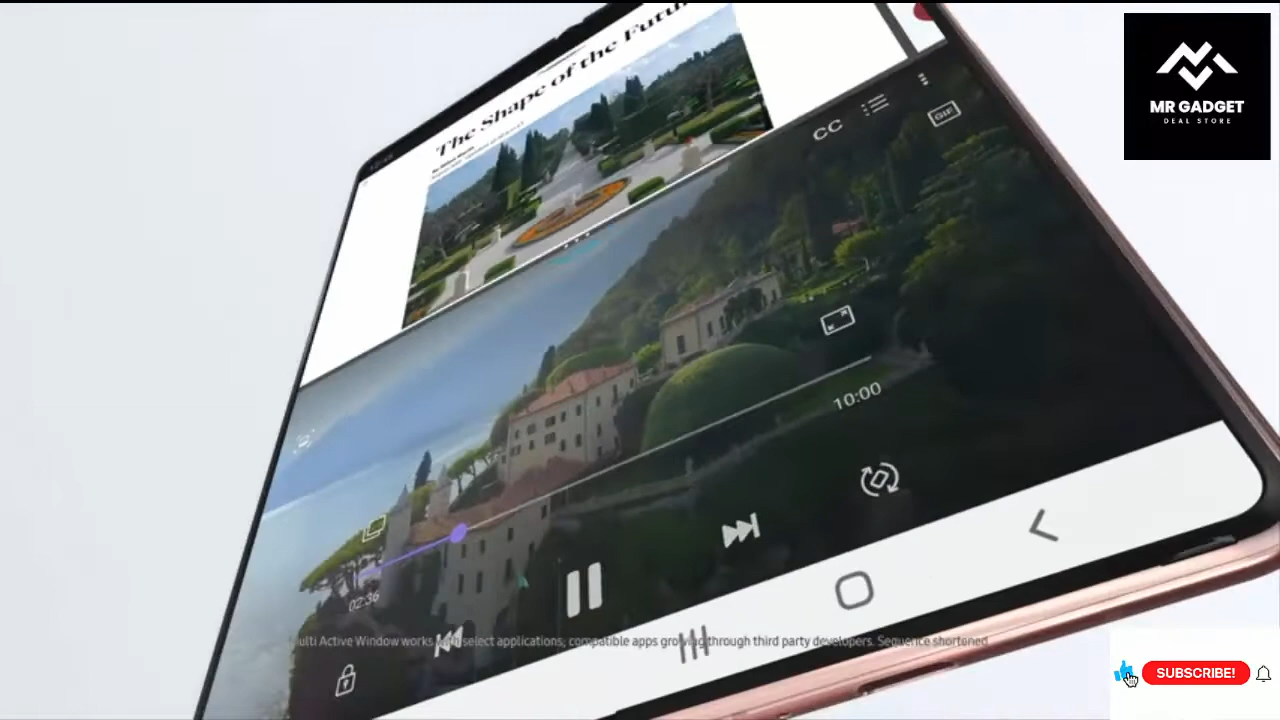 The Shape of the Futu
MR GADGET
DEAL STORE
CC
GIF
10:00
02:36
ulti Active Window works with select applications; compatible apps growing through third party developers. Sequence shortened
SUBSCRIBE!